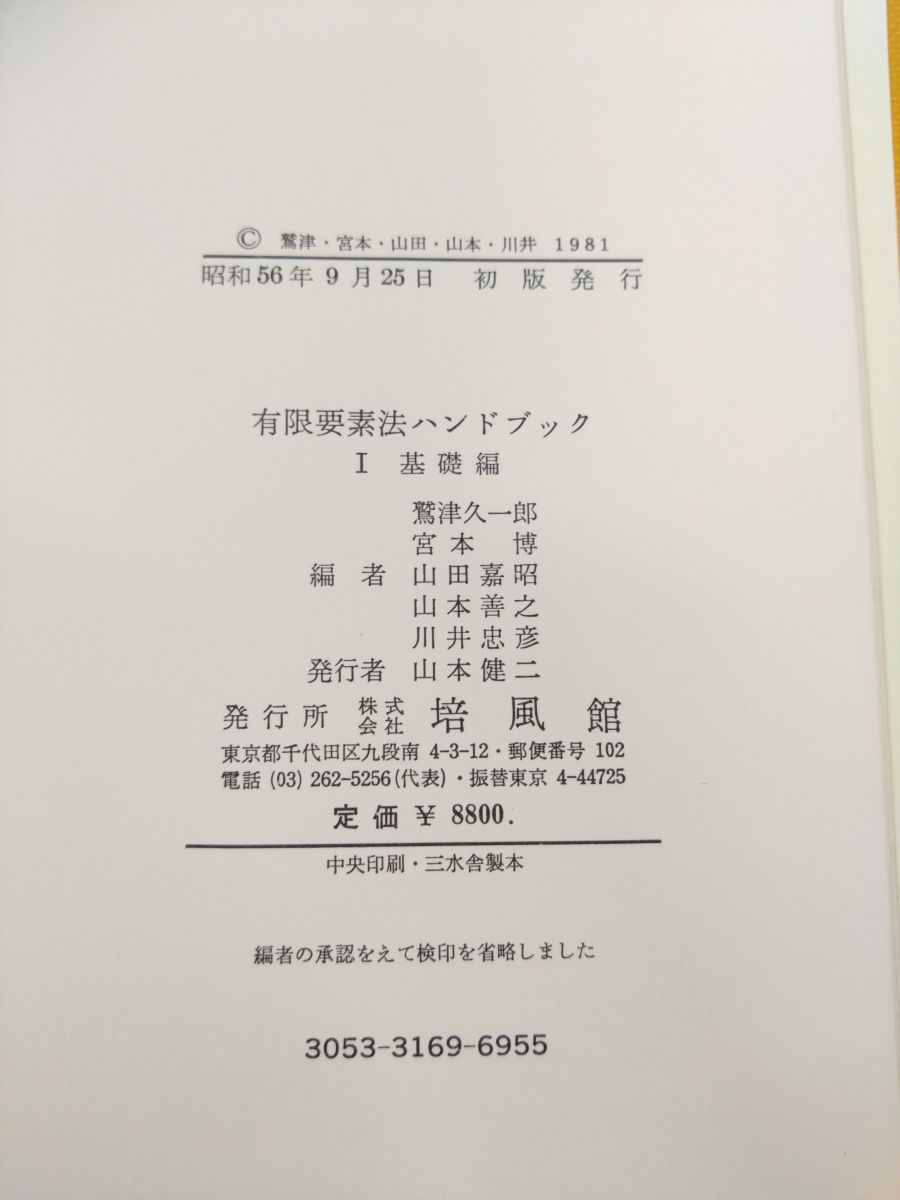 © 鷲津・宮本・山田・山本・川井 1981
昭和56年9月25日 初版発行
有限要素法ハンドブック
I 基礎編
鷲津久一郎
宮本 博
編者 山田嘉昭
山本善之
川井忠彦
発行者 山本健二
発行所 株式会社 培風館
東京都千代田区九段南 4-3-12・郵便番号 102
電話 (03) 262-5256(代表)・振替東京 4-44725
定価 ¥ 8800.
中央印刷・三水舎製本
編者の承認をえて検印を省略しました
3053-3169-6955